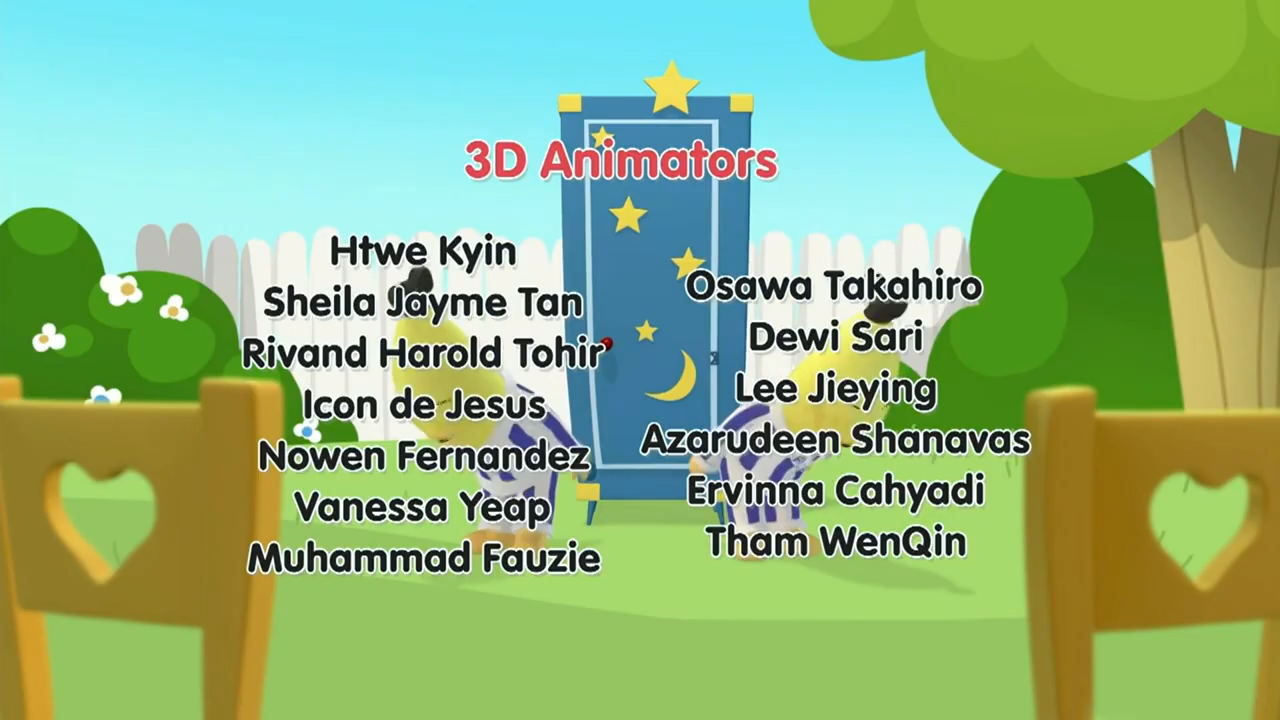 3D Animators
Htwe Kyin
Sheila Jayme Tan
Rivand Harold Tohir
Icon de Jesus
Nowen Fernandez
Vanessa Yeap
Muhammad Fauzie
Osawa Takahiro
Dewi Sari
Lee Jieying
Azarudeen Shanavas
Ervinna Cahyadi
Tham WenQin